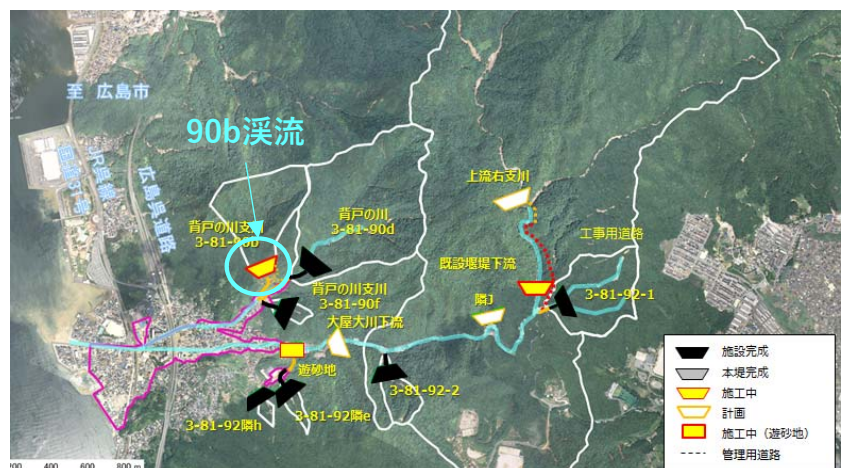 至 広島市
90b渓流
JR呉線
広島呉道路
上流右支川
背戸の川
3-81-90d
背戸の川支川
3-81-90b
工事用道路
既設堰堤下流
背戸の川支川
3-81-90f
3-81-92-1
隣J
大屋大川下流
遊砂地
3-81-92-2
3-81-92隣e
3-81-92隣h
施設完成
本堤完成
施工中
計画
施工中（遊砂地）
管理用道路
200 400 600 800 m